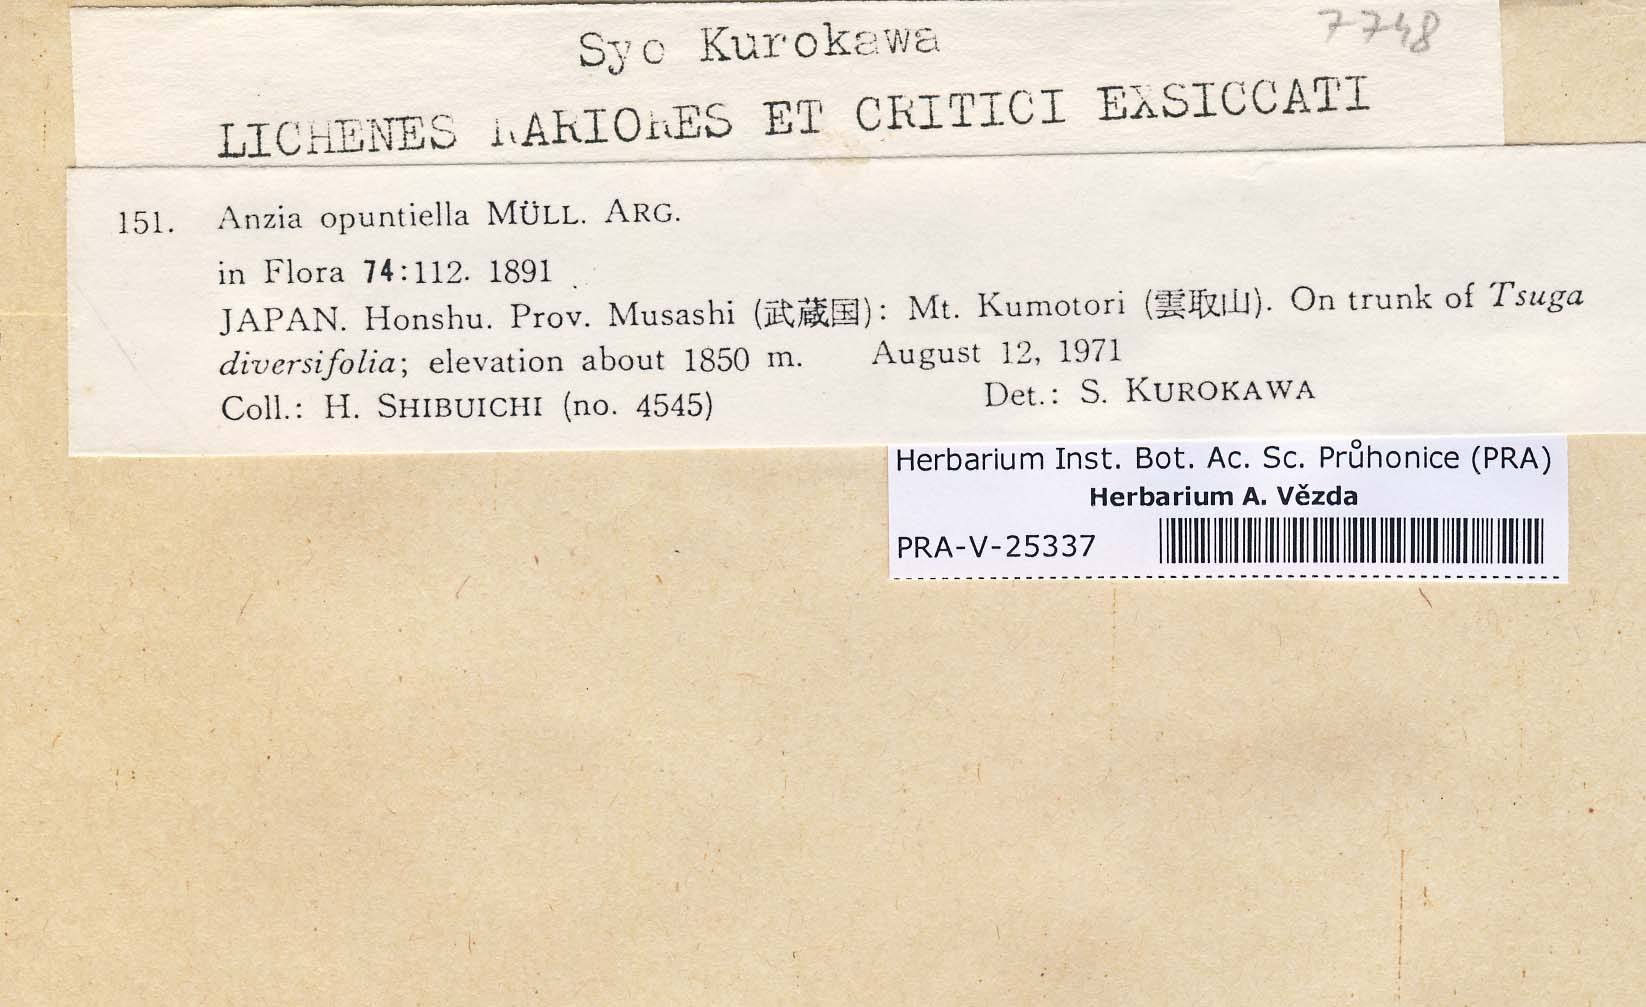 7748
Syo Kurokawa
LICHENES RARIORES ET CRITICI EXSICCATI
151. Anzia opuntiella MÜLL. ARG.
in Flora 74:112. 1891
JAPAN. Honshu. Prov. Musashi (武蔵国): Mt. Kumotori (雲取山). On trunk of Tsuga
diversifolia; elevation about 1850 m. August 12, 1971
Coll.: H. SHIBUICHI (no. 4545) Det.: S. KUROKAWA
Herbarium Inst. Bot. Ac. Sc. Průhonice (PRA)
Herbarium A. Vězda
PRA-V-25337